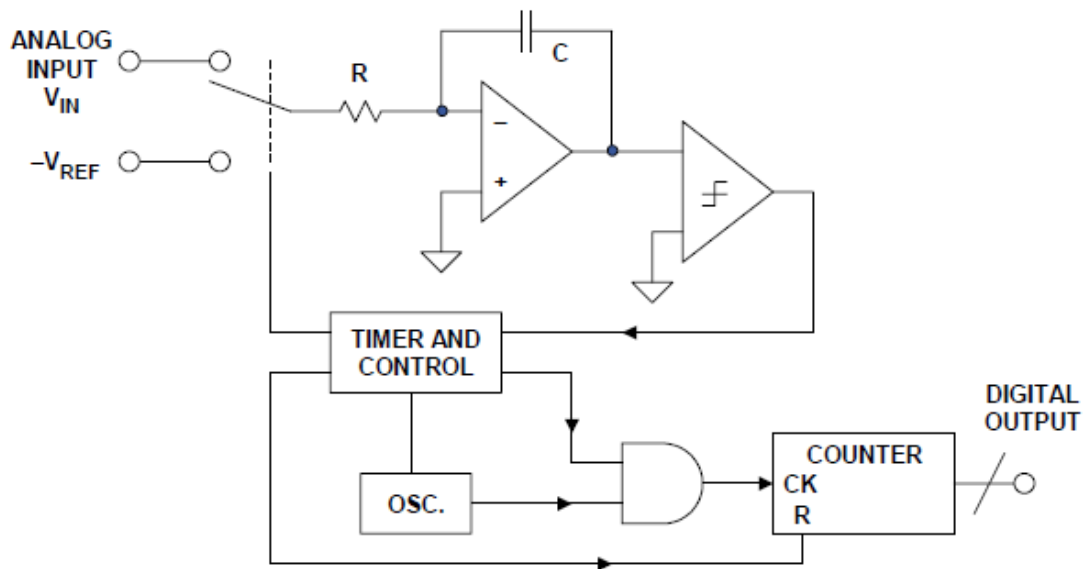 ANALOG
INPUT
VIN
–VREF
R
C
–
+
TIMER AND
CONTROL
OSC.
COUNTER
CK
R
DIGITAL
OUTPUT